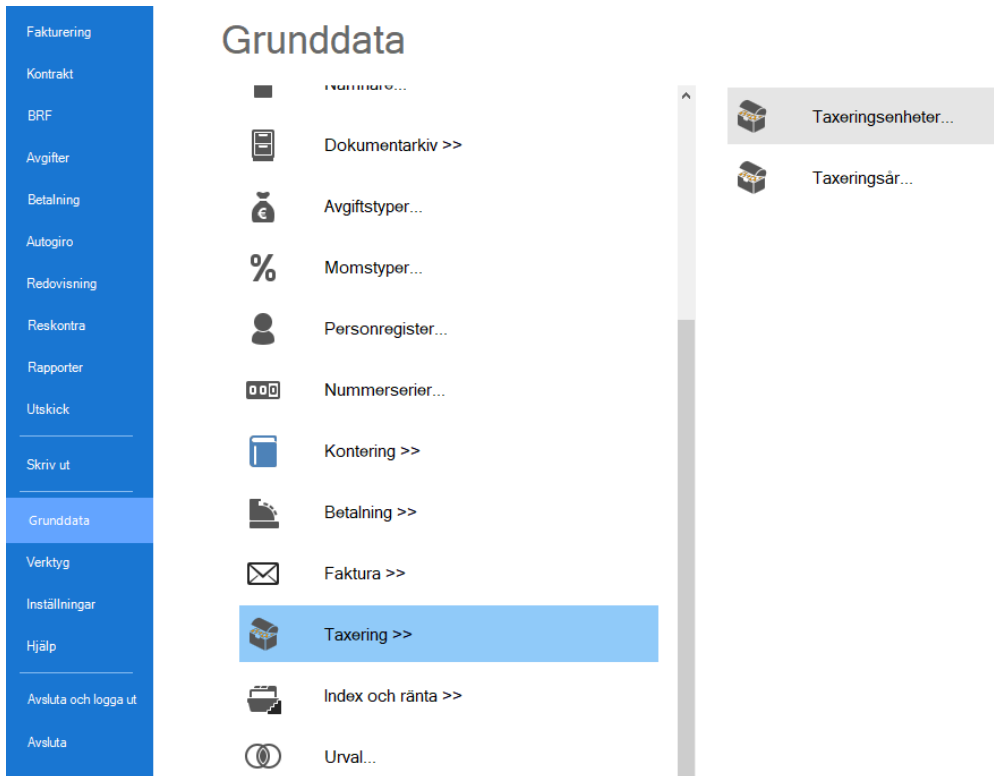 Fakturering
Kontrakt
BRF
Avgifter
Betalning
Autogiro
Redovisning
Reskontra
Rapporter
Utskick
Skriv ut
Grunddata
Verktyg
Inställningar
Hjälp
Avsluta och logga ut
Avsluta
Grunddata
Dokumentarkiv >>
Avgiftstyper...
Momstyper...
Personregister...
Nummerserier...
Kontering >>
Betalning >>
Faktura >>
Taxering >>
Index och ränta >>
Urval...
Taxeringsenheter...
Taxeringsår...